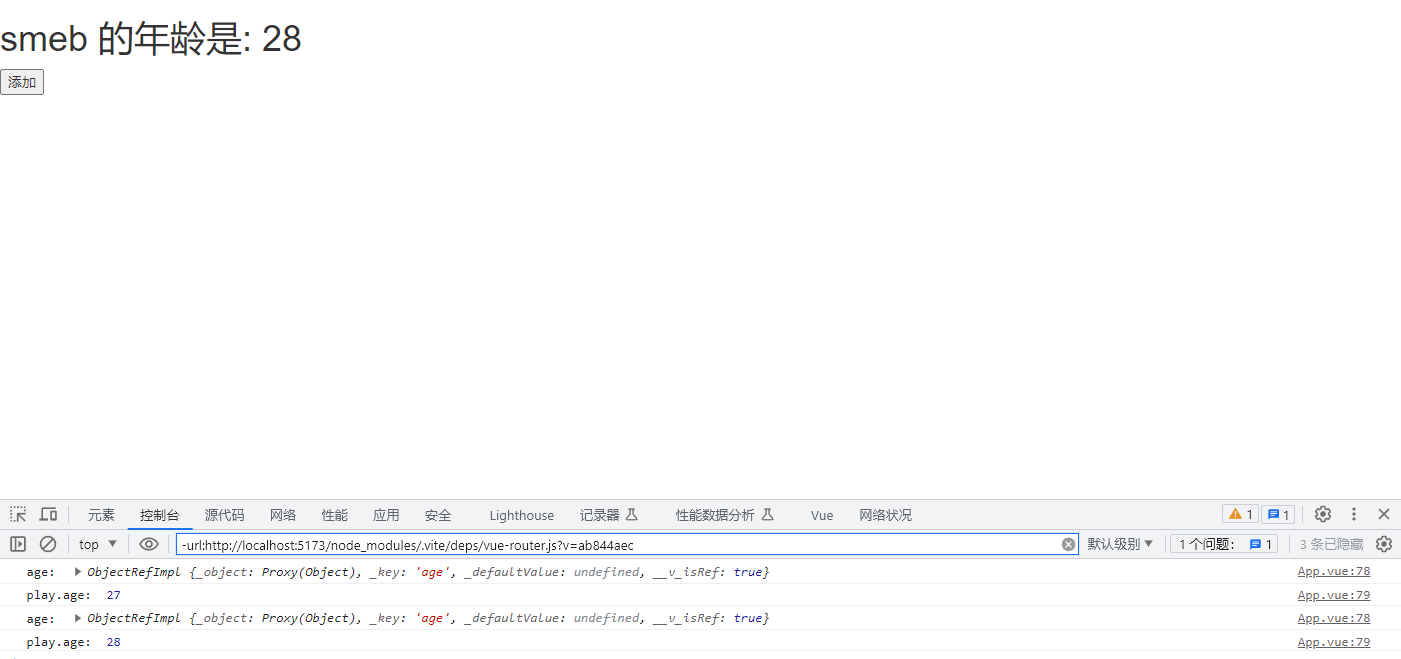 smeb 的年龄是: 28
添加
元素 控制台 源代码 网络 性能 应用 安全 Lighthouse 记录器 性能数据分析 Vue 网络状况 1 1
top -url:http://localhost:5173/node_modules/.vite/deps/vue-router.js?v=ab844aec 默认级别 1 个问题: 1 3 条已隐藏
age: ObjectRefImpl {_object: Proxy(Object), _key: 'age', _defaultValue: undefined, __v_isRef: true} App.vue:78
play.age: 27 App.vue:79
age: ObjectRefImpl {_object: Proxy(Object), _key: 'age', _defaultValue: undefined, __v_isRef: true} App.vue:78
play.age: 28 App.vue:79